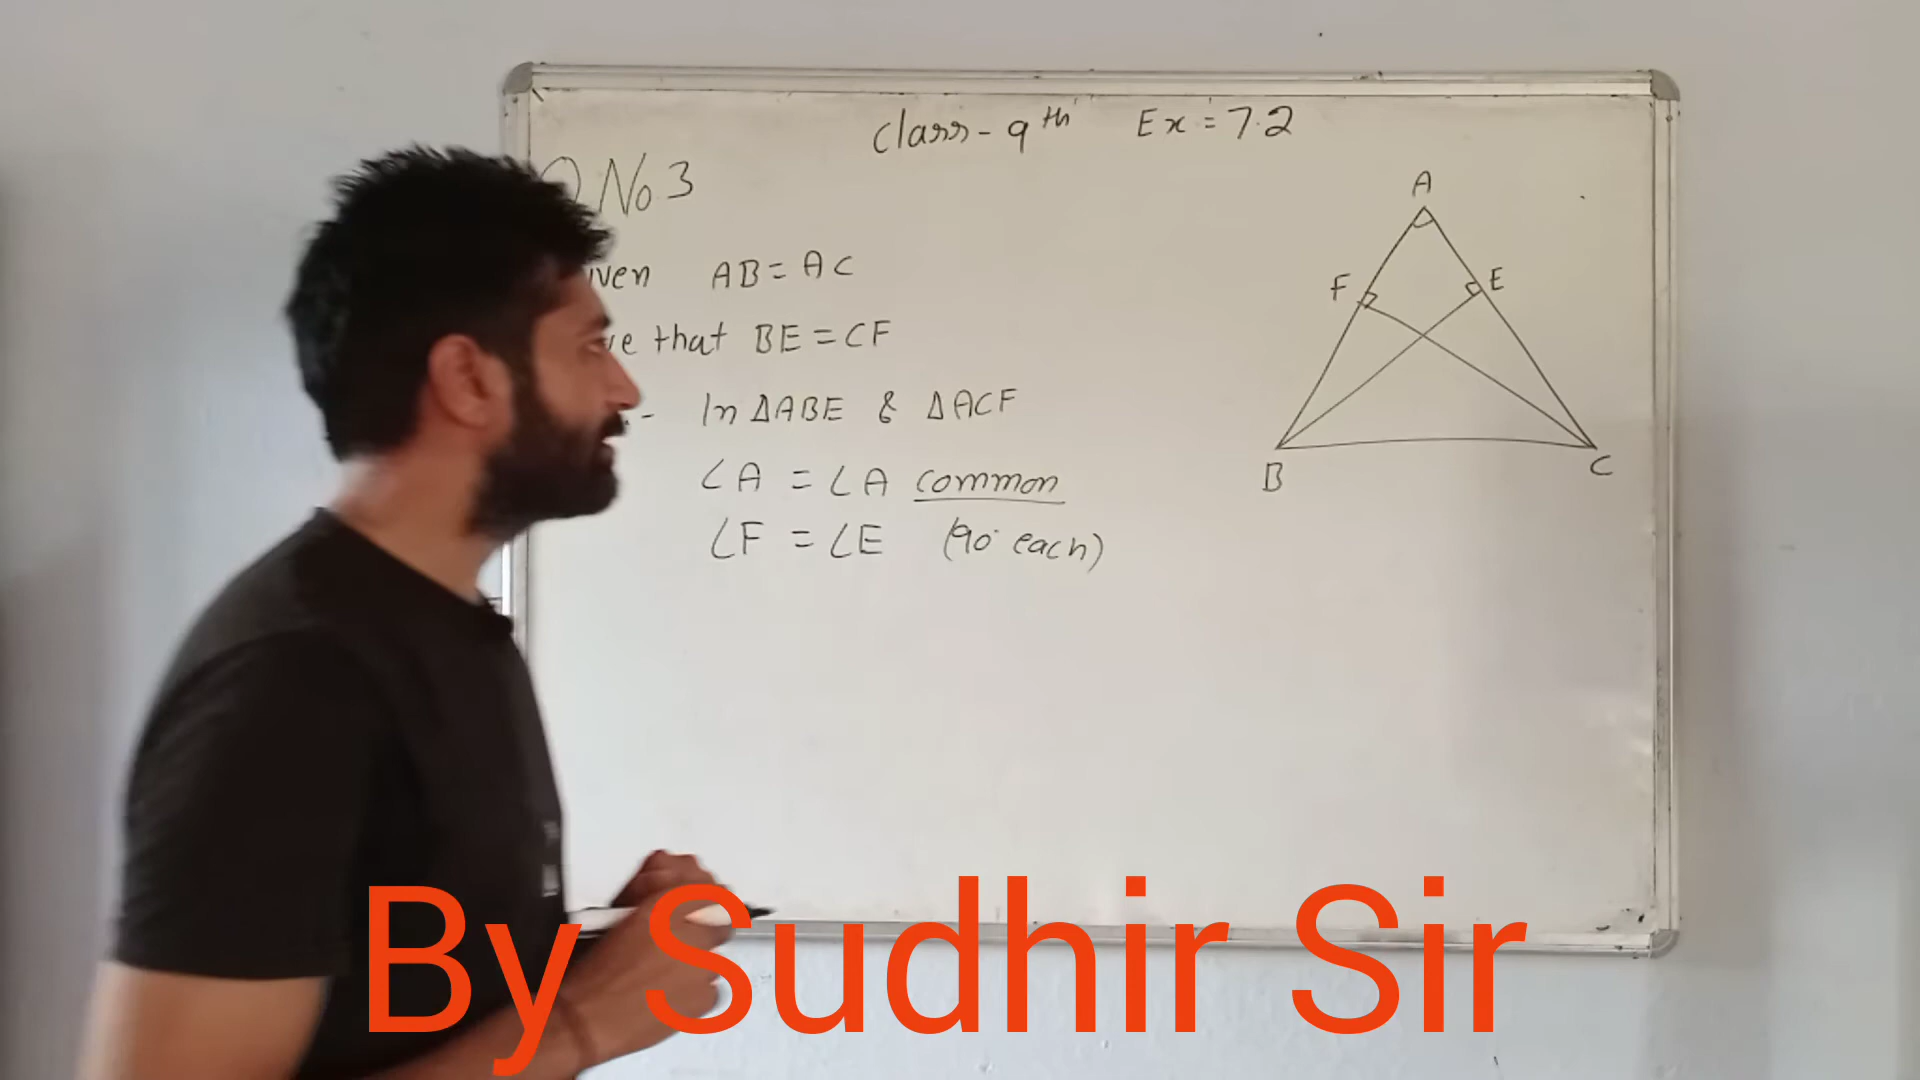 Class - 9th Ex = 7.2
Q No. 3
AB = AC
that BE = CF
- In ΔABE & ΔACF
∠A = ∠A common
∠F = ∠E (90° each)
A
F
E
B
C
By Sudhir Sir